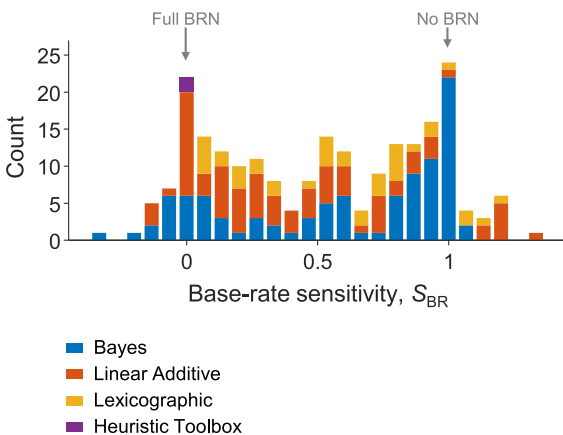 Full BRN No BRN
25
20
15
10
5
0
Count
0 0.5 1
Base-rate sensitivity, S_BR
Bayes
Linear Additive
Lexicographic
Heuristic Toolbox